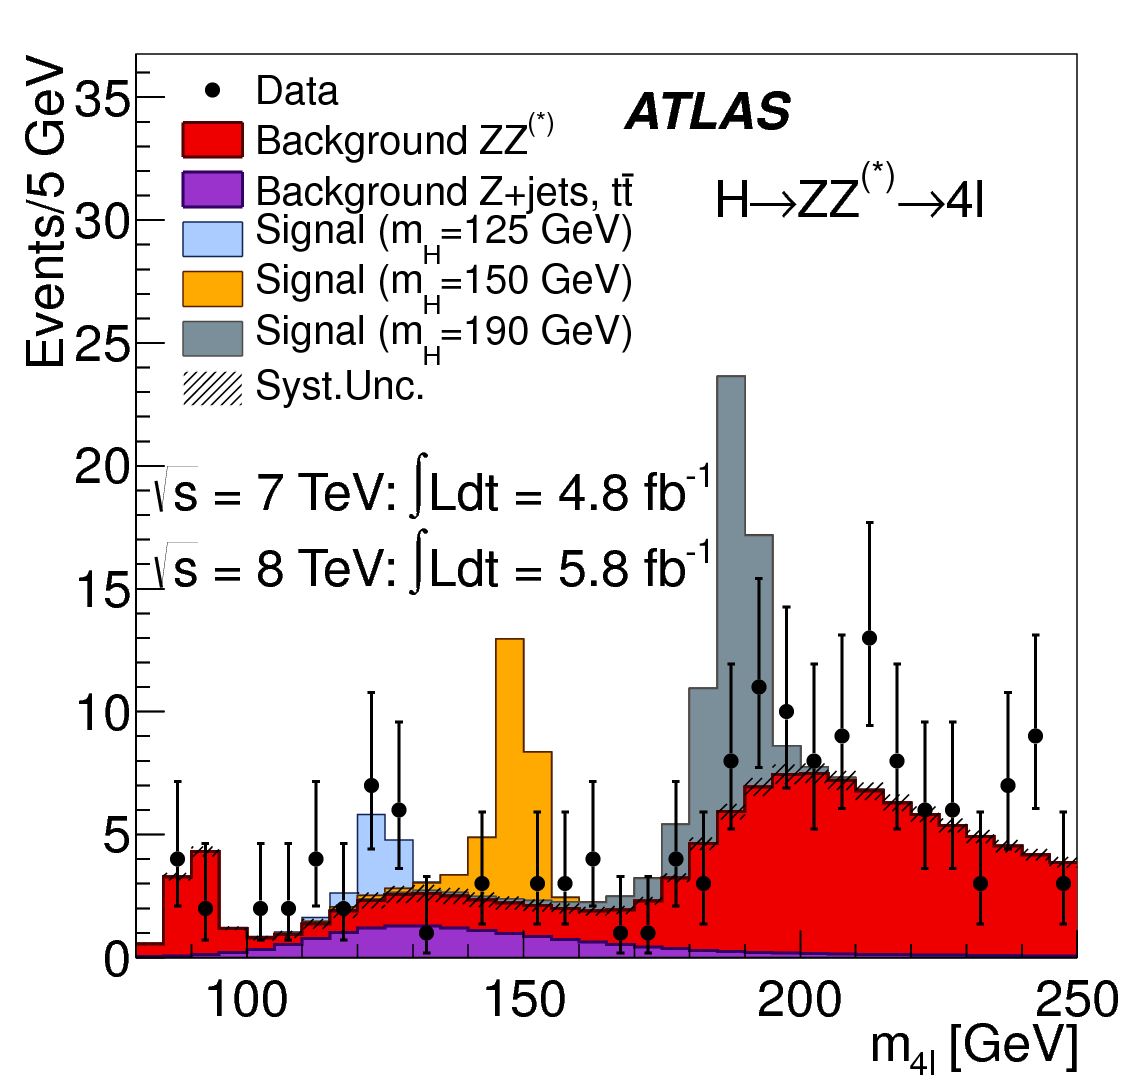 Events/5 GeV
35
30
25
20
15
10
5
0
Data
Background ZZ(*)
Background Z+jets, tt̄
Signal (mH=125 GeV)
Signal (mH=150 GeV)
Signal (mH=190 GeV)
Syst.Unc.
ATLAS
H→ZZ(*)→4l
√s = 7 TeV: ∫Ldt = 4.8 fb-1
√s = 8 TeV: ∫Ldt = 5.8 fb-1
100 150 200 250
m4l [GeV]